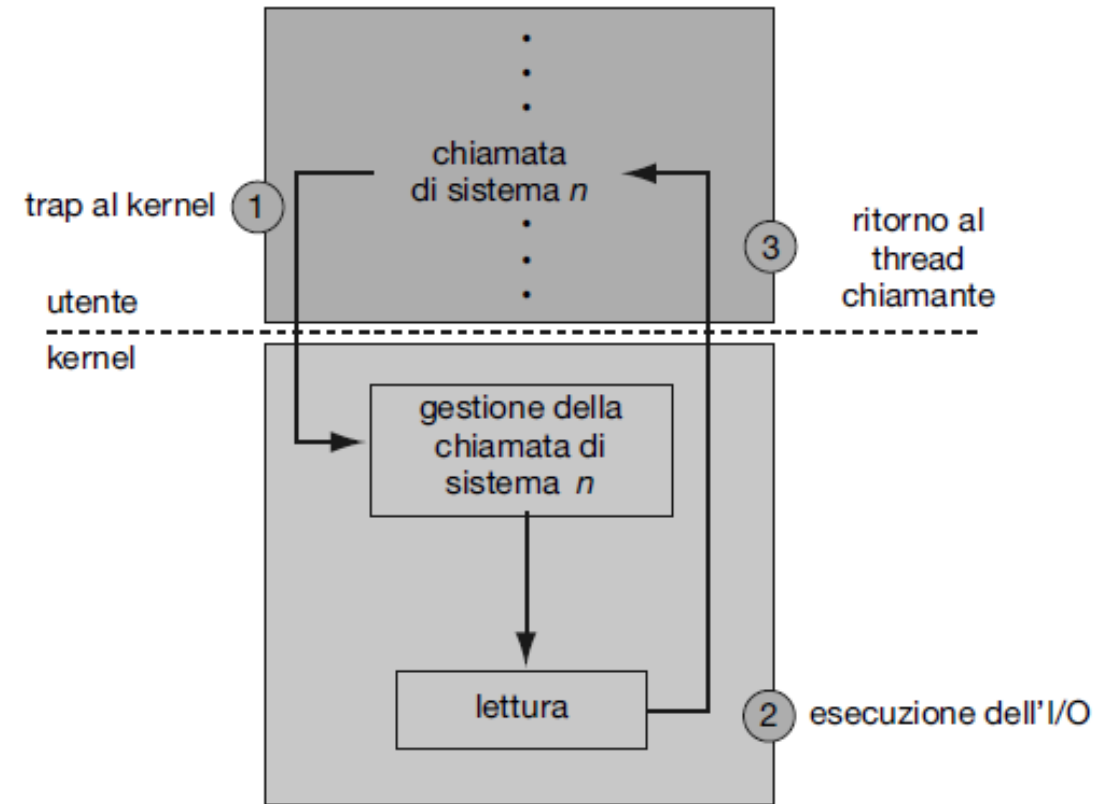 chiamata
di sistema n
trap al kernel
1
3
ritorno al
thread
chiamante
utente
kernel
gestione della
chiamata di
sistema n
lettura
2
esecuzione dell'I/O